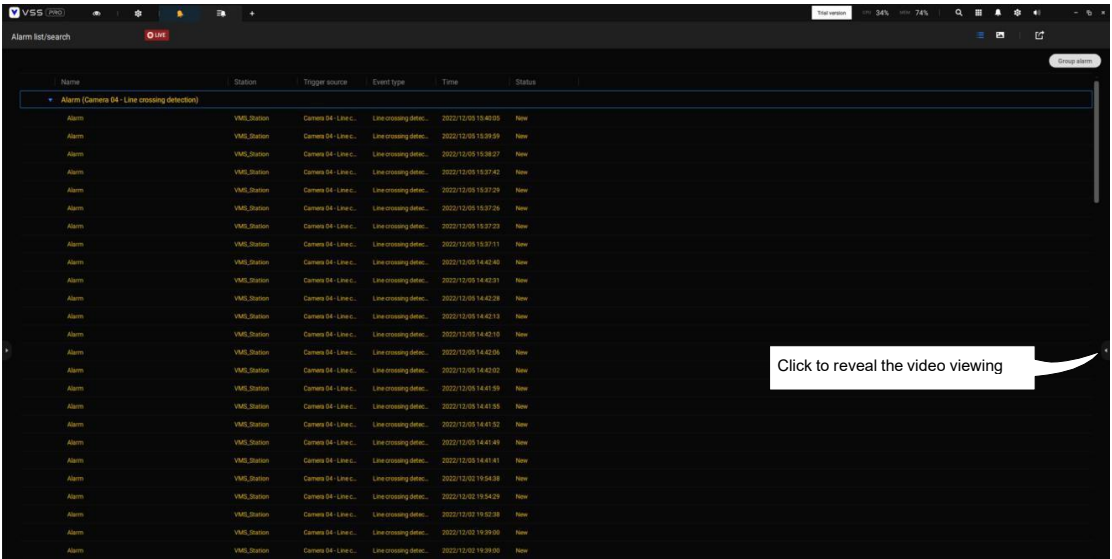 VSS PRO + Trial version CPU 34% MEM 74%
Alarm list/search LIVE
Group alarm
Name Station Trigger source Event type Time Status
Alarm (Camera 04 - Line crossing detection)
Alarm VMS_Station Camera 04 - Line c... Line crossing detec... 2022/12/05 15:40:05 New
Alarm VMS_Station Camera 04 - Line c... Line crossing detec... 2022/12/05 15:39:59 New
Alarm VMS_Station Camera 04 - Line c... Line crossing detec... 2022/12/05 15:38:27 New
Alarm VMS_Station Camera 04 - Line c... Line crossing detec... 2022/12/05 15:37:42 New
Alarm VMS_Station Camera 04 - Line c... Line crossing detec... 2022/12/05 15:37:29 New
Alarm VMS_Station Camera 04 - Line c... Line crossing detec... 2022/12/05 15:37:26 New
Alarm VMS_Station Camera 04 - Line c... Line crossing detec... 2022/12/05 15:37:23 New
Alarm VMS_Station Camera 04 - Line c... Line crossing detec... 2022/12/05 15:37:11 New
Alarm VMS_Station Camera 04 - Line c... Line crossing detec... 2022/12/05 14:42:40 New
Alarm VMS_Station Camera 04 - Line c... Line crossing detec... 2022/12/05 14:42:31 New
Alarm VMS_Station Camera 04 - Line c... Line crossing detec... 2022/12/05 14:42:28 New
Alarm VMS_Station Camera 04 - Line c... Line crossing detec... 2022/12/05 14:42:13 New
Alarm VMS_Station Camera 04 - Line c... Line crossing detec... 2022/12/05 14:42:10 New
Alarm VMS_Station Camera 04 - Line c... Line crossing detec... 2022/12/05 14:42:06 New
Click to reveal the video viewing
Alarm VMS_Station Camera 04 - Line c... Line crossing detec... 2022/12/05 14:42:02 New
Alarm VMS_Station Camera 04 - Line c... Line crossing detec... 2022/12/05 14:41:59 New
Alarm VMS_Station Camera 04 - Line c... Line crossing detec... 2022/12/05 14:41:55 New
Alarm VMS_Station Camera 04 - Line c... Line crossing detec... 2022/12/05 14:41:52 New
Alarm VMS_Station Camera 04 - Line c... Line crossing detec... 2022/12/05 14:41:49 New
Alarm VMS_Station Camera 04 - Line c... Line crossing detec... 2022/12/05 14:41:41 New
Alarm VMS_Station Camera 04 - Line c... Line crossing detec... 2022/12/02 19:54:38 New
Alarm VMS_Station Camera 04 - Line c... Line crossing detec... 2022/12/02 19:54:29 New
Alarm VMS_Station Camera 04 - Line c... Line crossing detec... 2022/12/02 19:52:38 New
Alarm VMS_Station Camera 04 - Line c... Line crossing detec... 2022/12/02 19:39:00 New
Alarm VMS_Station Camera 04 - Line c... Line crossing detec... 2022/12/02 19:39:00 New